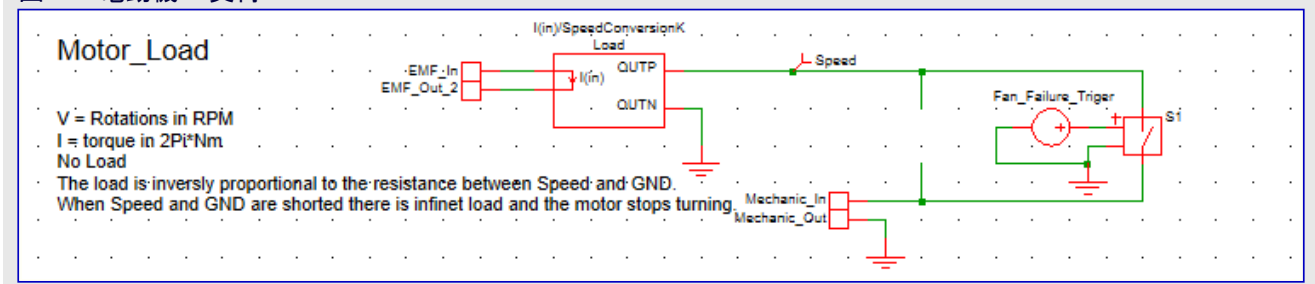 I(in)/SpeedConversionK
Load
Motor_Load
EMF_In
EMF_Out_2
I(in)
OUTP
OUTN
Speed
Fan_Failure_Triger
S1
V = Rotations in RPM
I = torque in 2Pi*Nm
No Load
The load is inversly proportional to the resistance between Speed and GND.
When Speed and GND are shorted there is infinet load and the motor stops turning.
Mechanic_In
Mechanic_Out